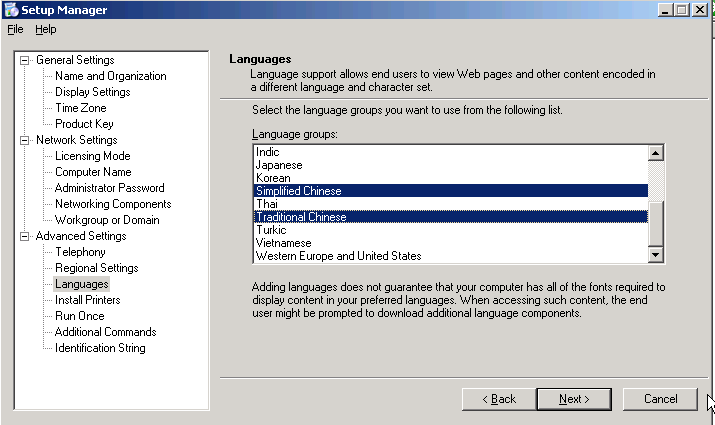 Setup Manager
File Help
General Settings
Name and Organization
Display Settings
Time Zone
Product Key
Network Settings
Licensing Mode
Computer Name
Administrator Password
Networking Components
Workgroup or Domain
Advanced Settings
Telephony
Regional Settings
Languages
Install Printers
Run Once
Additional Commands
Identification String
Languages
Language support allows end users to view Web pages and other content encoded in
a different language and character set.
Select the language groups you want to use from the following list.
Language groups:
Indic
Japanese
Korean
Simplified Chinese
Thai
Traditional Chinese
Turkic
Vietnamese
Western Europe and United States
Adding languages does not guarantee that your computer has all of the fonts required to
display content in your preferred languages. When accessing such content, the end
user might be prompted to download additional language components.
< Back Next > Cancel